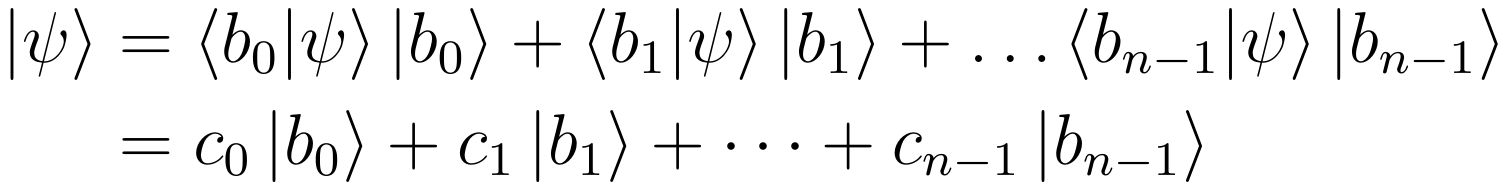 |ψ⟩ = ⟨b₀|ψ⟩ |b₀⟩ + ⟨b₁|ψ⟩ |b₁⟩ + … ⟨bₙ₋₁|ψ⟩ |bₙ₋₁⟩
= c₀ |b₀⟩ + c₁ |b₁⟩ + ⋯ + cₙ₋₁ |bₙ₋₁⟩